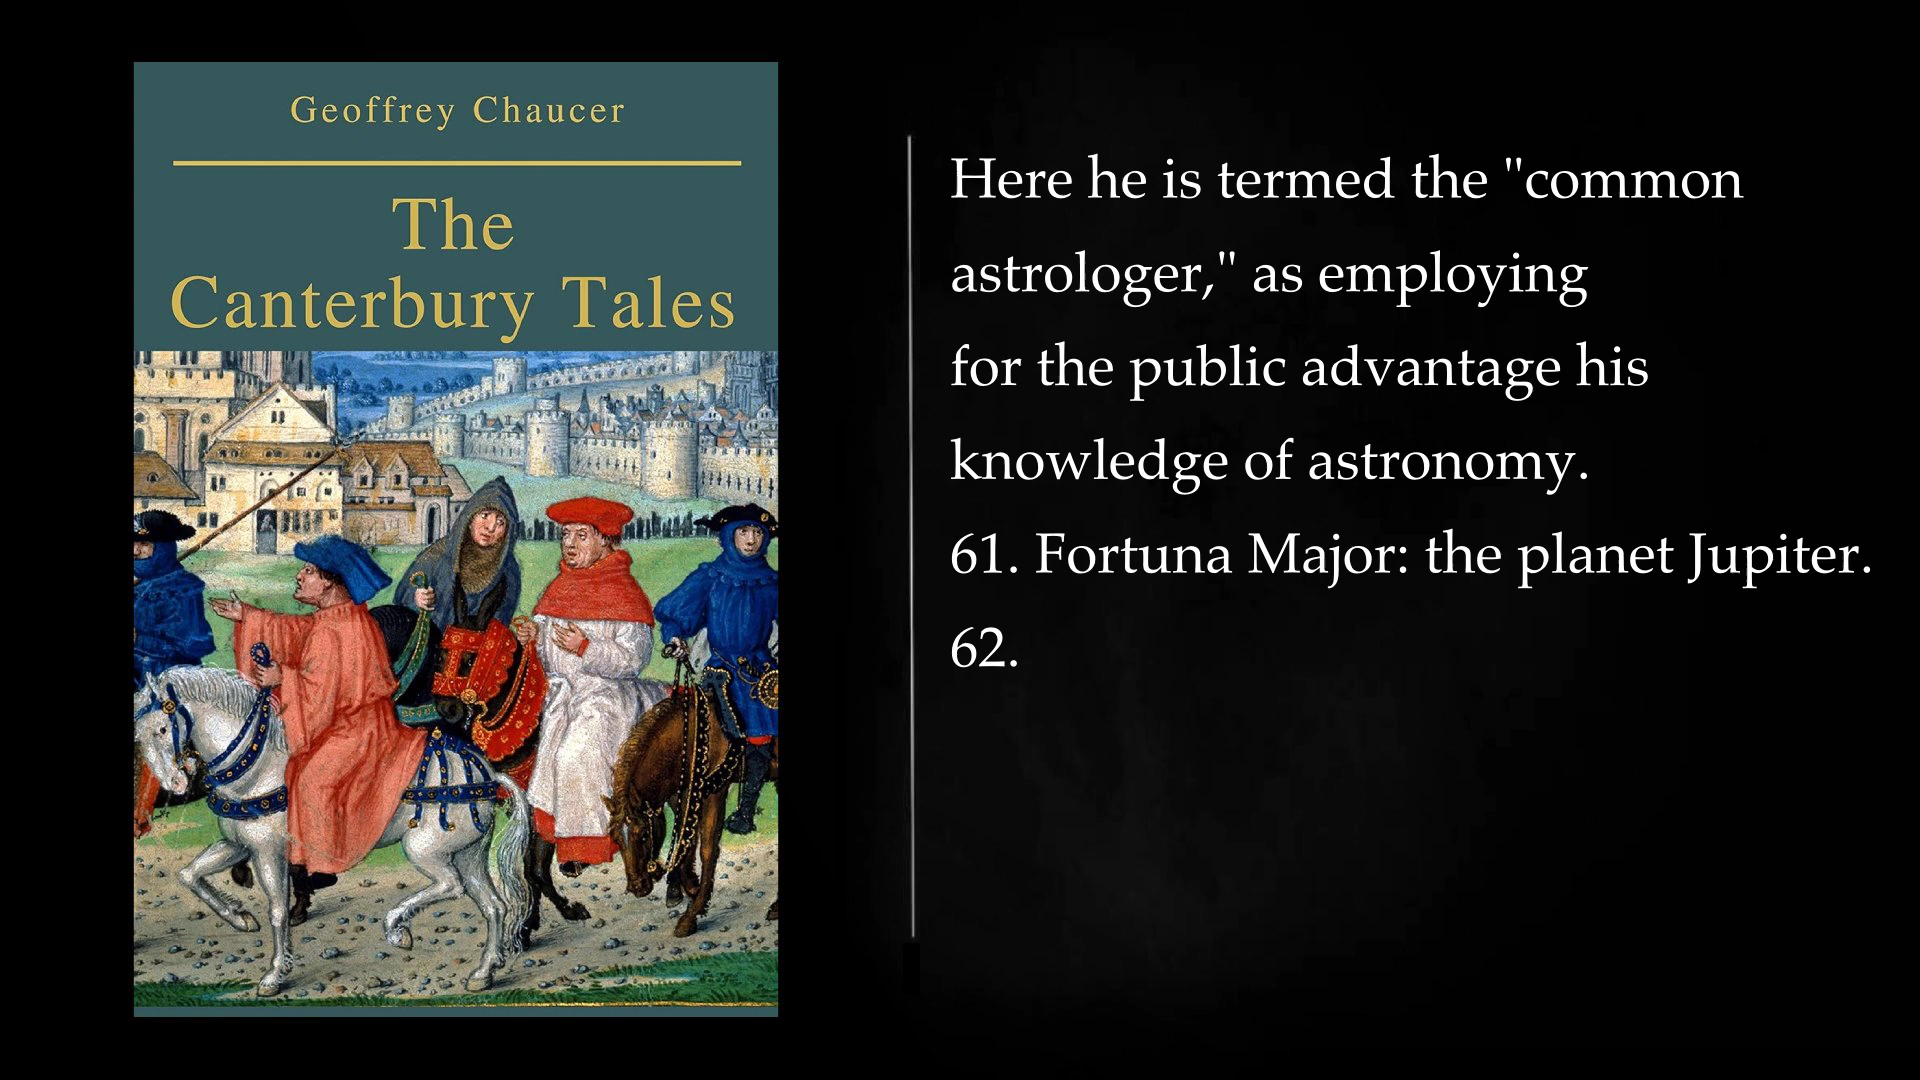 Geoffrey Chaucer
The
Canterbury Tales
Here he is termed the "common
astrologer," as employing
for the public advantage his
knowledge of astronomy.
61. Fortuna Major: the planet Jupiter.
62.